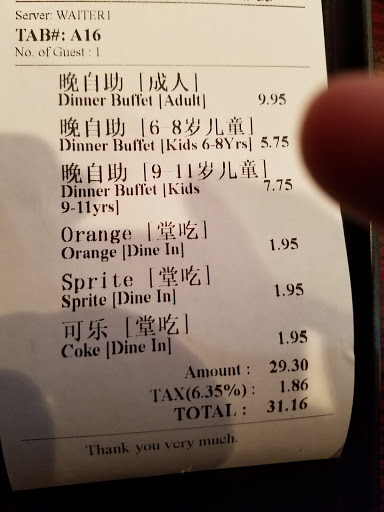 Server: WAITER1
TAB#: A16
No. of Guest : 1
晚自助 [成人]
Dinner Buffet [Adult] 9.95
晚自助 [6-8岁儿童]
Dinner Buffet [Kids 6-8Yrs] 5.75
晚自助 [9-11岁儿童]
Dinner Buffet [Kids 7.75
9-11yrs]
Orange [堂吃]
Orange [Dine In] 1.95
Sprite [堂吃]
Sprite [Dine In] 1.95
可乐 [堂吃]
Coke [Dine In] 1.95
Amount : 29.30
TAX(6.35%) : 1.86
TOTAL : 31.16
Thank you very much.